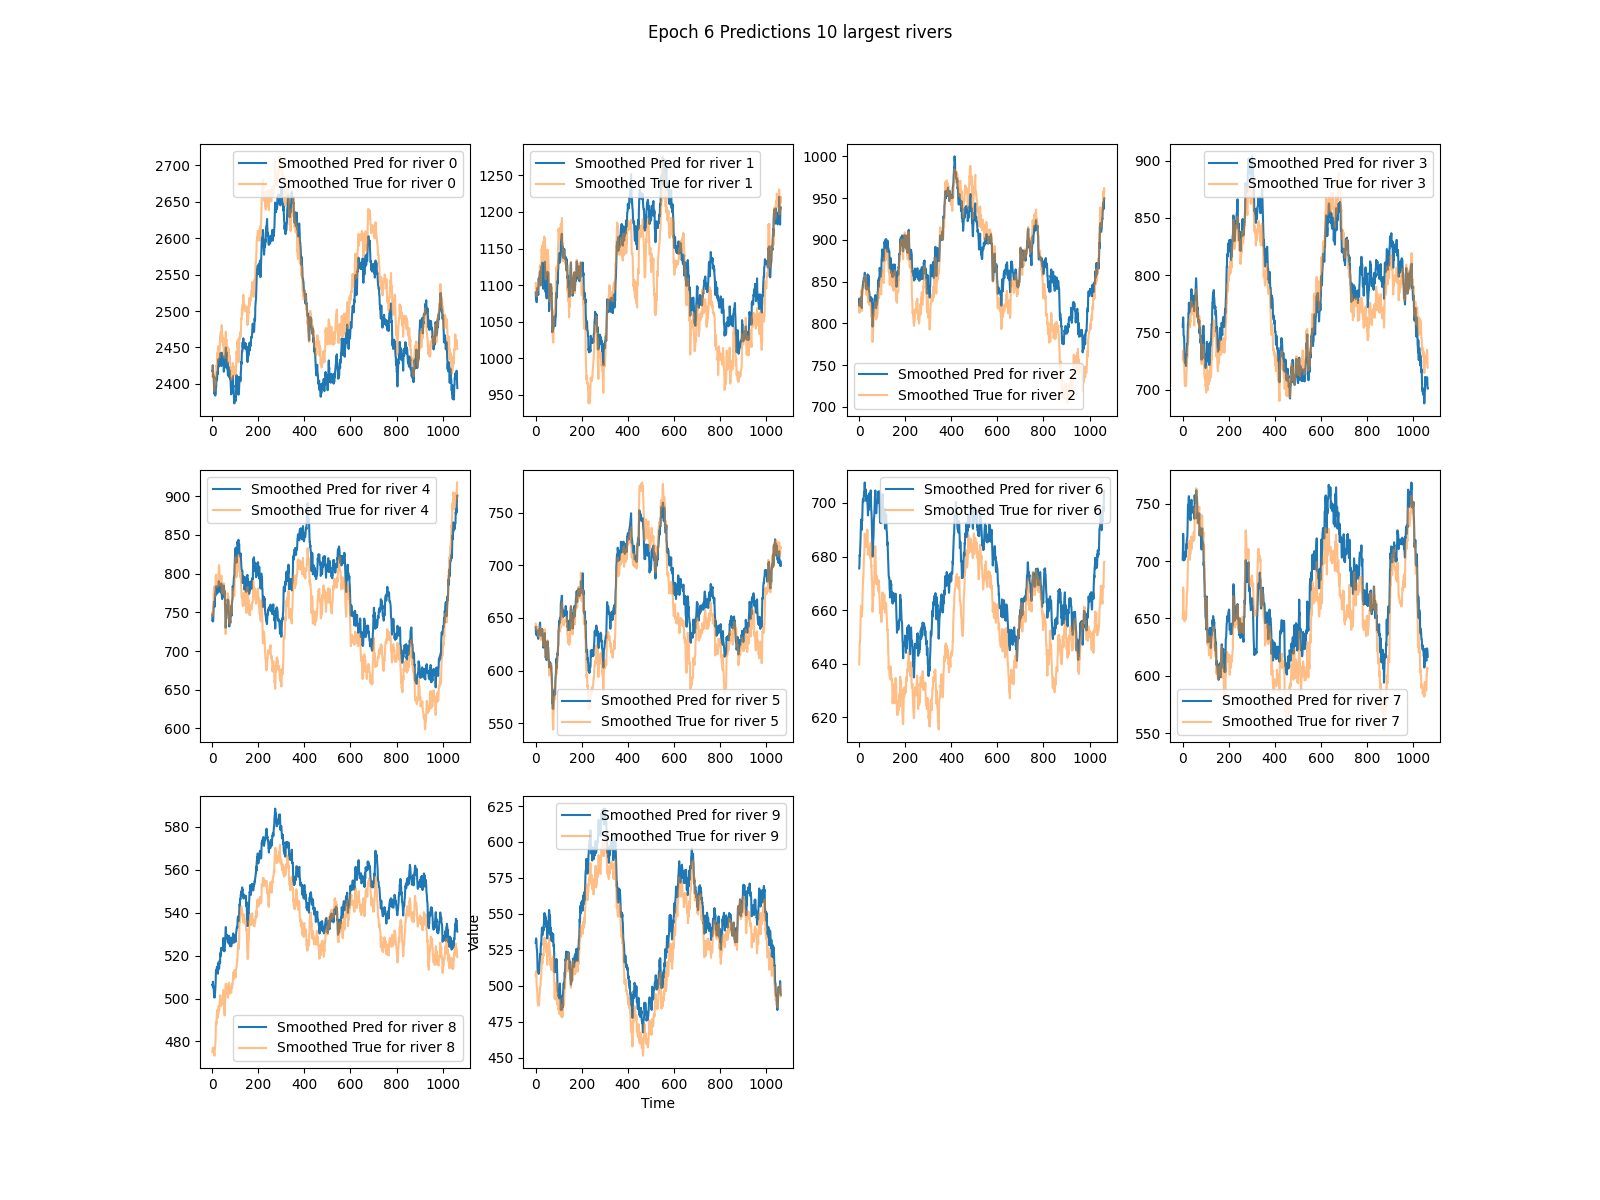 Epoch 6 Predictions 10 largest rivers
2700
2650
2600
2550
2500
2450
2400
Smoothed Pred for river 0
Smoothed True for river 0
0 200 400 600 800 1000
1250
1200
1150
1100
1050
1000
950
Smoothed Pred for river 1
Smoothed True for river 1
0 200 400 600 800 1000
1000
950
900
850
800
750
700
Smoothed Pred for river 2
Smoothed True for river 2
0 200 400 600 800 1000
900
850
800
750
700
Smoothed Pred for river 3
Smoothed True for river 3
0 200 400 600 800 1000
900
850
800
750
700
650
600
Smoothed Pred for river 4
Smoothed True for river 4
0 200 400 600 800 1000
750
700
650
600
550
Smoothed Pred for river 5
Smoothed True for river 5
0 200 400 600 800 1000
700
680
660
640
620
Smoothed Pred for river 6
Smoothed True for river 6
0 200 400 600 800 1000
750
700
650
600
550
Smoothed Pred for river 7
Smoothed True for river 7
0 200 400 600 800 1000
580
560
540
520
500
480
Smoothed Pred for river 8
Smoothed True for river 8
0 200 400 600 800 1000
Value
625
600
575
550
525
500
475
450
Smoothed Pred for river 9
Smoothed True for river 9
0 200 400 600 800 1000
Time